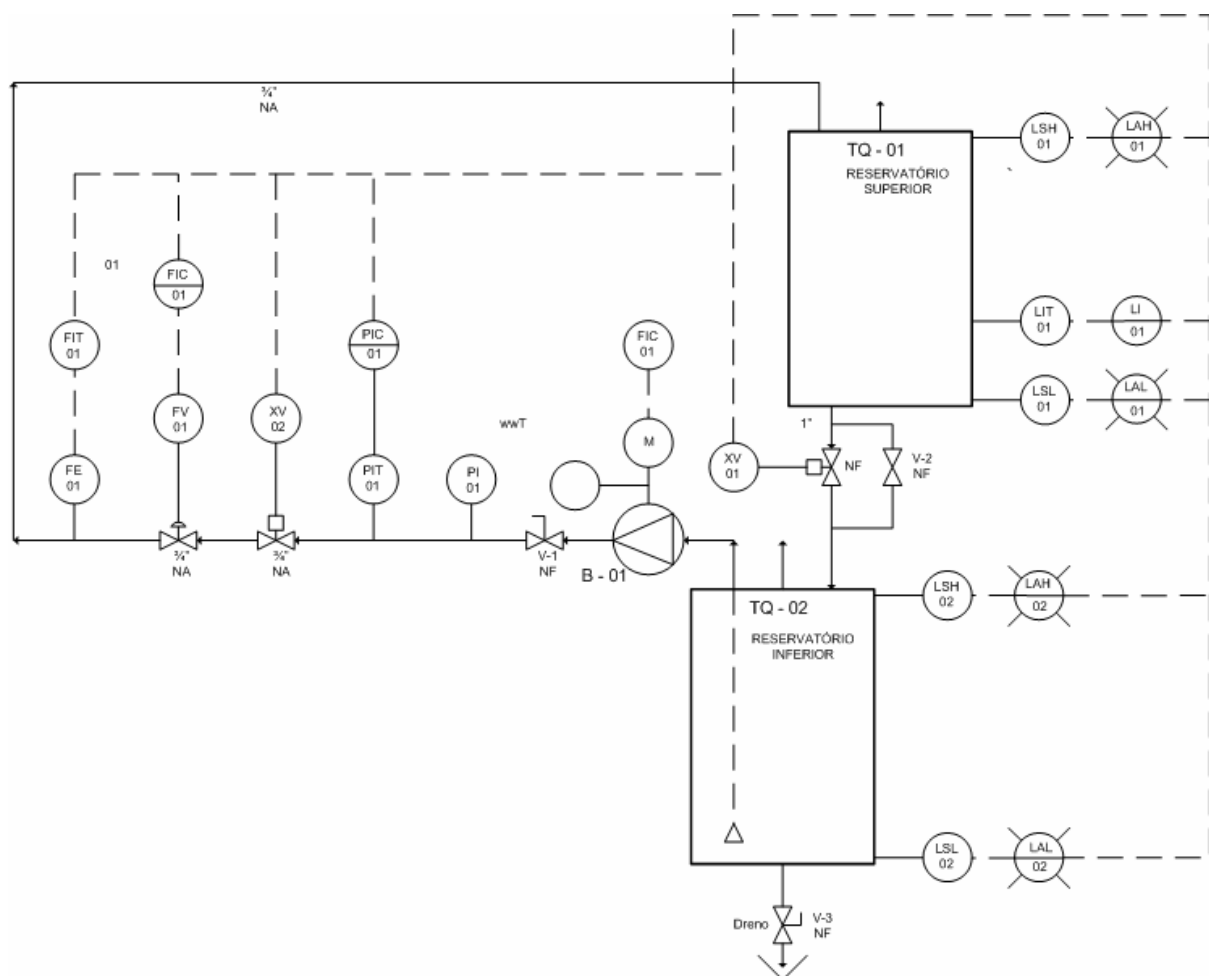 ¾"
NA
TQ - 01
RESERVATÓRIO
SUPERIOR
LSH
01
LAH
01
`
01
FIC
01
FIT
01
PIC
01
FIC
01
LIT
01
LI
01
FV
01
XV
02
wwT
M
1"
LSL
01
LAL
01
FE
01
PIT
01
PI
01
XV
01
NF
V-2
NF
¾"
NA
¾"
NA
V-1
NF
B - 01
TQ - 02
RESERVATÓRIO
INFERIOR
LSH
02
LAH
02
LSL
02
LAL
02
Dreno
V-3
NF